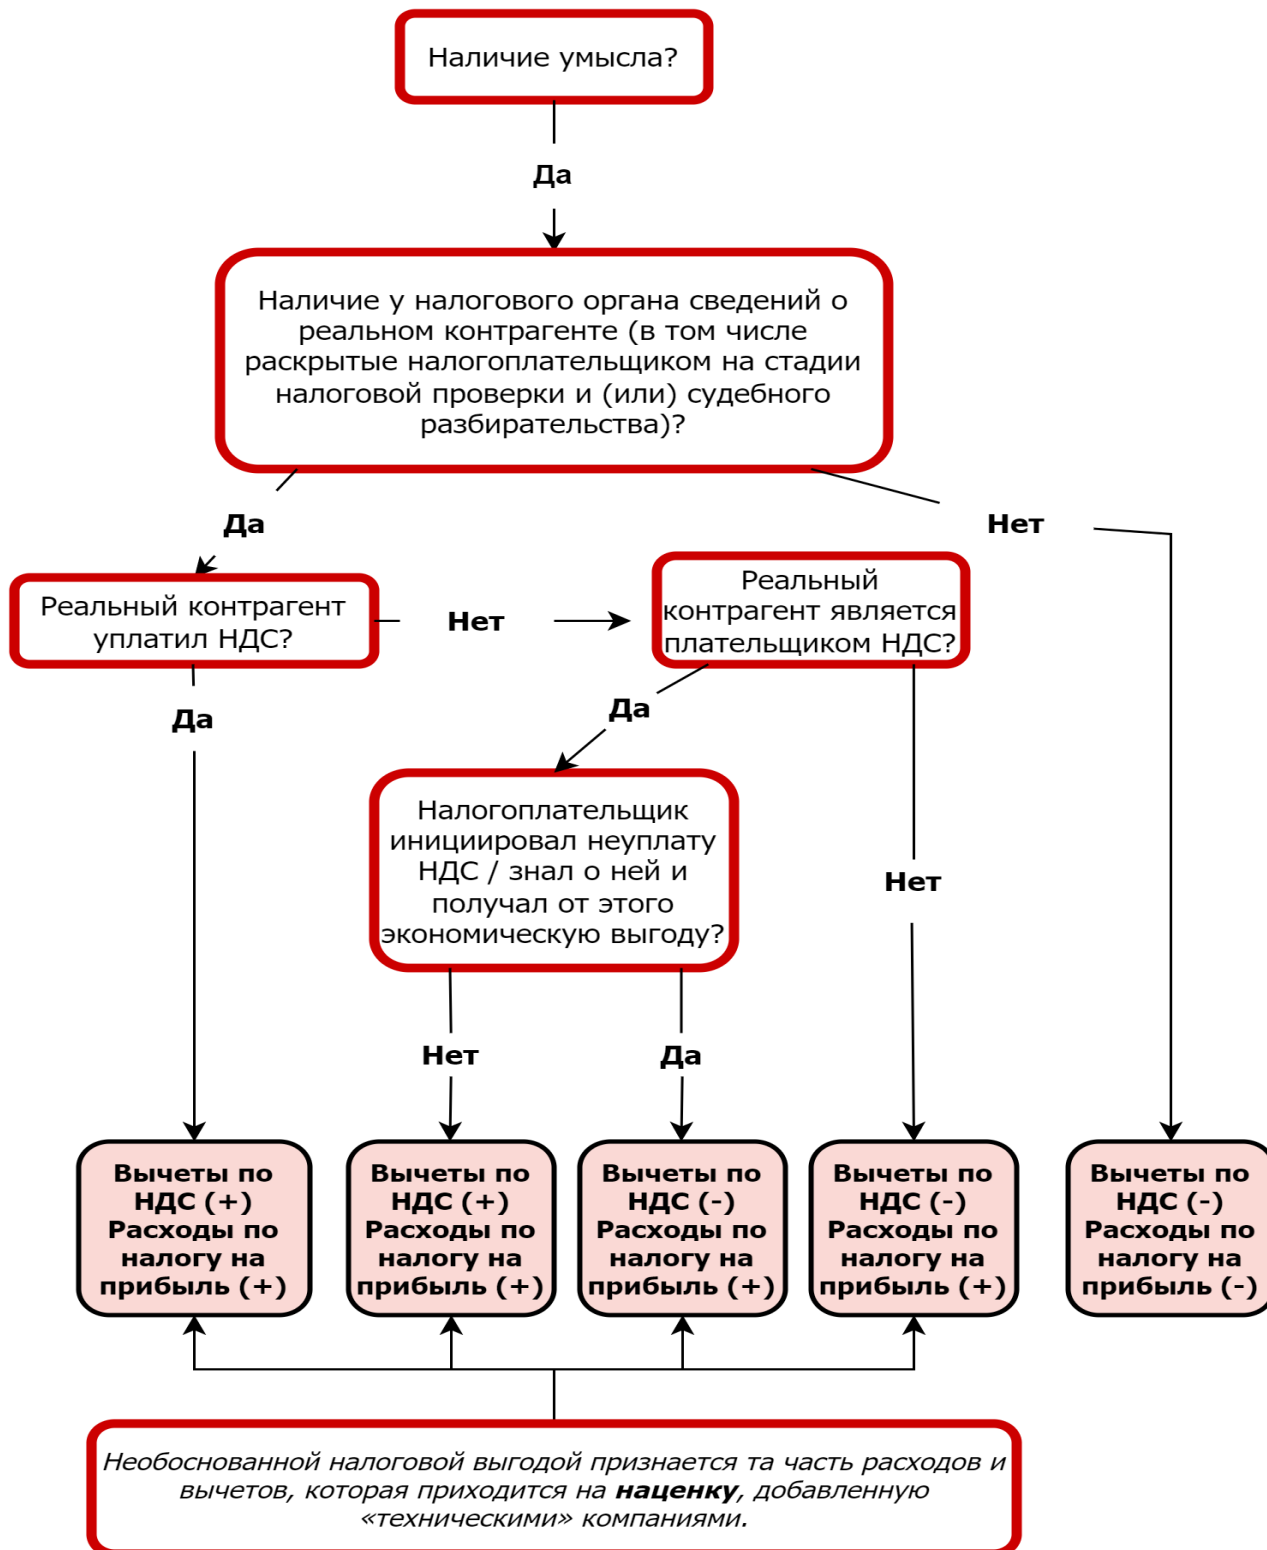 Наличие умысла?
Да
Наличие у налогового органа сведений о
реальном контрагенте (в том числе
раскрытые налогоплательщиком на стадии
налоговой проверки и (или) судебного
разбирательства)?
Да
Нет
Реальный контрагент
уплатил НДС?
Нет
Реальный
контрагент является
плательщиком НДС?
Да
Да
Налогоплательщик
инициировал неуплату
НДС / знал о ней и
получал от этого
экономическую выгоду?
Нет
Нет
Да
Вычеты по
НДС (+)
Расходы по
налогу на
прибыль (+)
Вычеты по
НДС (+)
Расходы по
налогу на
прибыль (+)
Вычеты по
НДС (-)
Расходы по
налогу на
прибыль (+)
Вычеты по
НДС (-)
Расходы по
налогу на
прибыль (+)
Вычеты по
НДС (-)
Расходы по
налогу на
прибыль (-)
Необоснованной налоговой выгодой признается та часть расходов и
вычетов, которая приходится на наценку, добавленную
«техническими» компаниями.